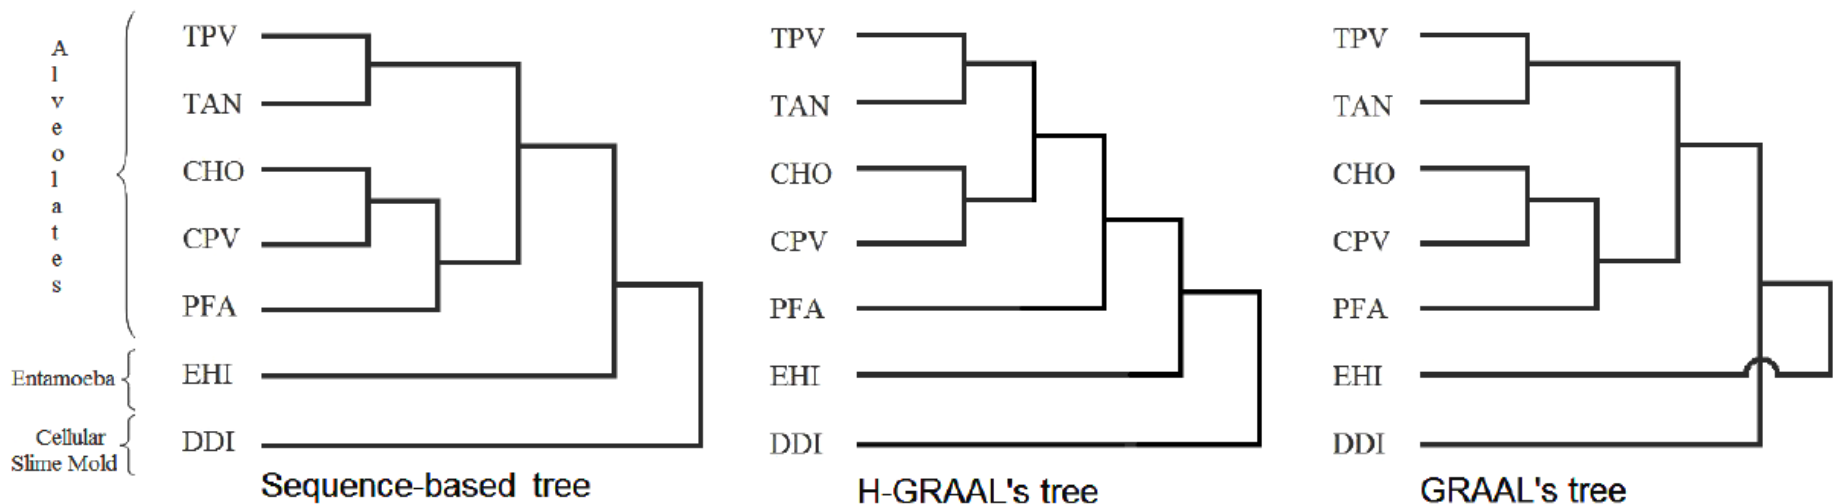 Alveolates
TPV
TAN
CHO
CPV
PFA
Entamoeba
EHI
Cellular
Slime Mold
DDI
Sequence-based tree
TPV
TAN
CHO
CPV
PFA
EHI
DDI
H-GRAAL's tree
TPV
TAN
CHO
CPV
PFA
EHI
DDI
GRAAL's tree